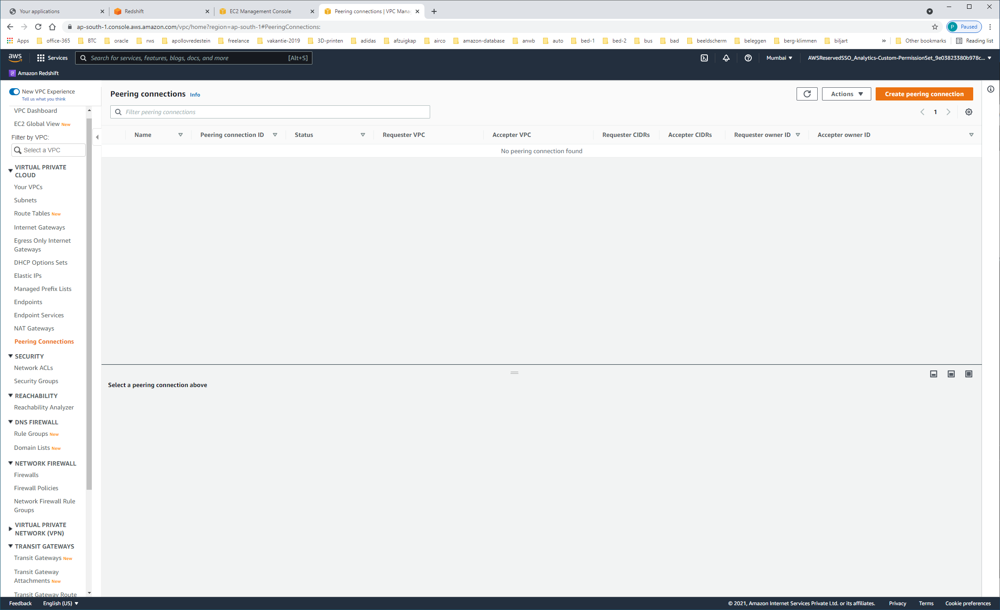 Your applications
Redshift
EC2 Management Console
Peering connections | VPC Mana
ap-south-1.console.aws.amazon.com/vpc/home?region=ap-south-1#PeeringConnections:
P Paused
Apps office-365 BTC oracle rws apollovredestein freelance vakantie-2019 3D-printen adidas afzuigkap airco amazon-database anwb auto bed-1 bed-2 bus bad beeldscherm beleggen berg-klimmen biljart » Other bookmarks Reading list
aws Services Search for services, features, blogs, docs, and more [Alt+S] Mumbai AWSReservedSSO_Analytics-Custom-PermissionSet_9e03823380b978c...
Amazon Redshift
New VPC Experience
Tell us what you think
VPC Dashboard
EC2 Global View New
Filter by VPC:
Select a VPC
VIRTUAL PRIVATE
CLOUD
Your VPCs
Subnets
Route Tables New
Internet Gateways
Egress Only Internet
Gateways
DHCP Options Sets
Elastic IPs
Managed Prefix Lists
Endpoints
Endpoint Services
NAT Gateways
Peering Connections
SECURITY
Network ACLs
Security Groups
REACHABILITY
Reachability Analyzer
DNS FIREWALL
Rule Groups New
Domain Lists New
NETWORK FIREWALL
Firewalls
Firewall Policies
Network Firewall Rule
Groups
VIRTUAL PRIVATE
NETWORK (VPN)
TRANSIT GATEWAYS
Transit Gateways New
Transit Gateway
Attachments New
Transit Gateway Route
Peering connections Info
Actions
Create peering connection
Filter peering connections
1
Name Peering connection ID Status Requester VPC Accepter VPC Requester CIDRs Accepter CIDRs Requester owner ID Accepter owner ID
No peering connection found
Select a peering connection above
Feedback English (US) © 2021, Amazon Internet Services Private Ltd. or its affiliates. Privacy Terms Cookie preferences